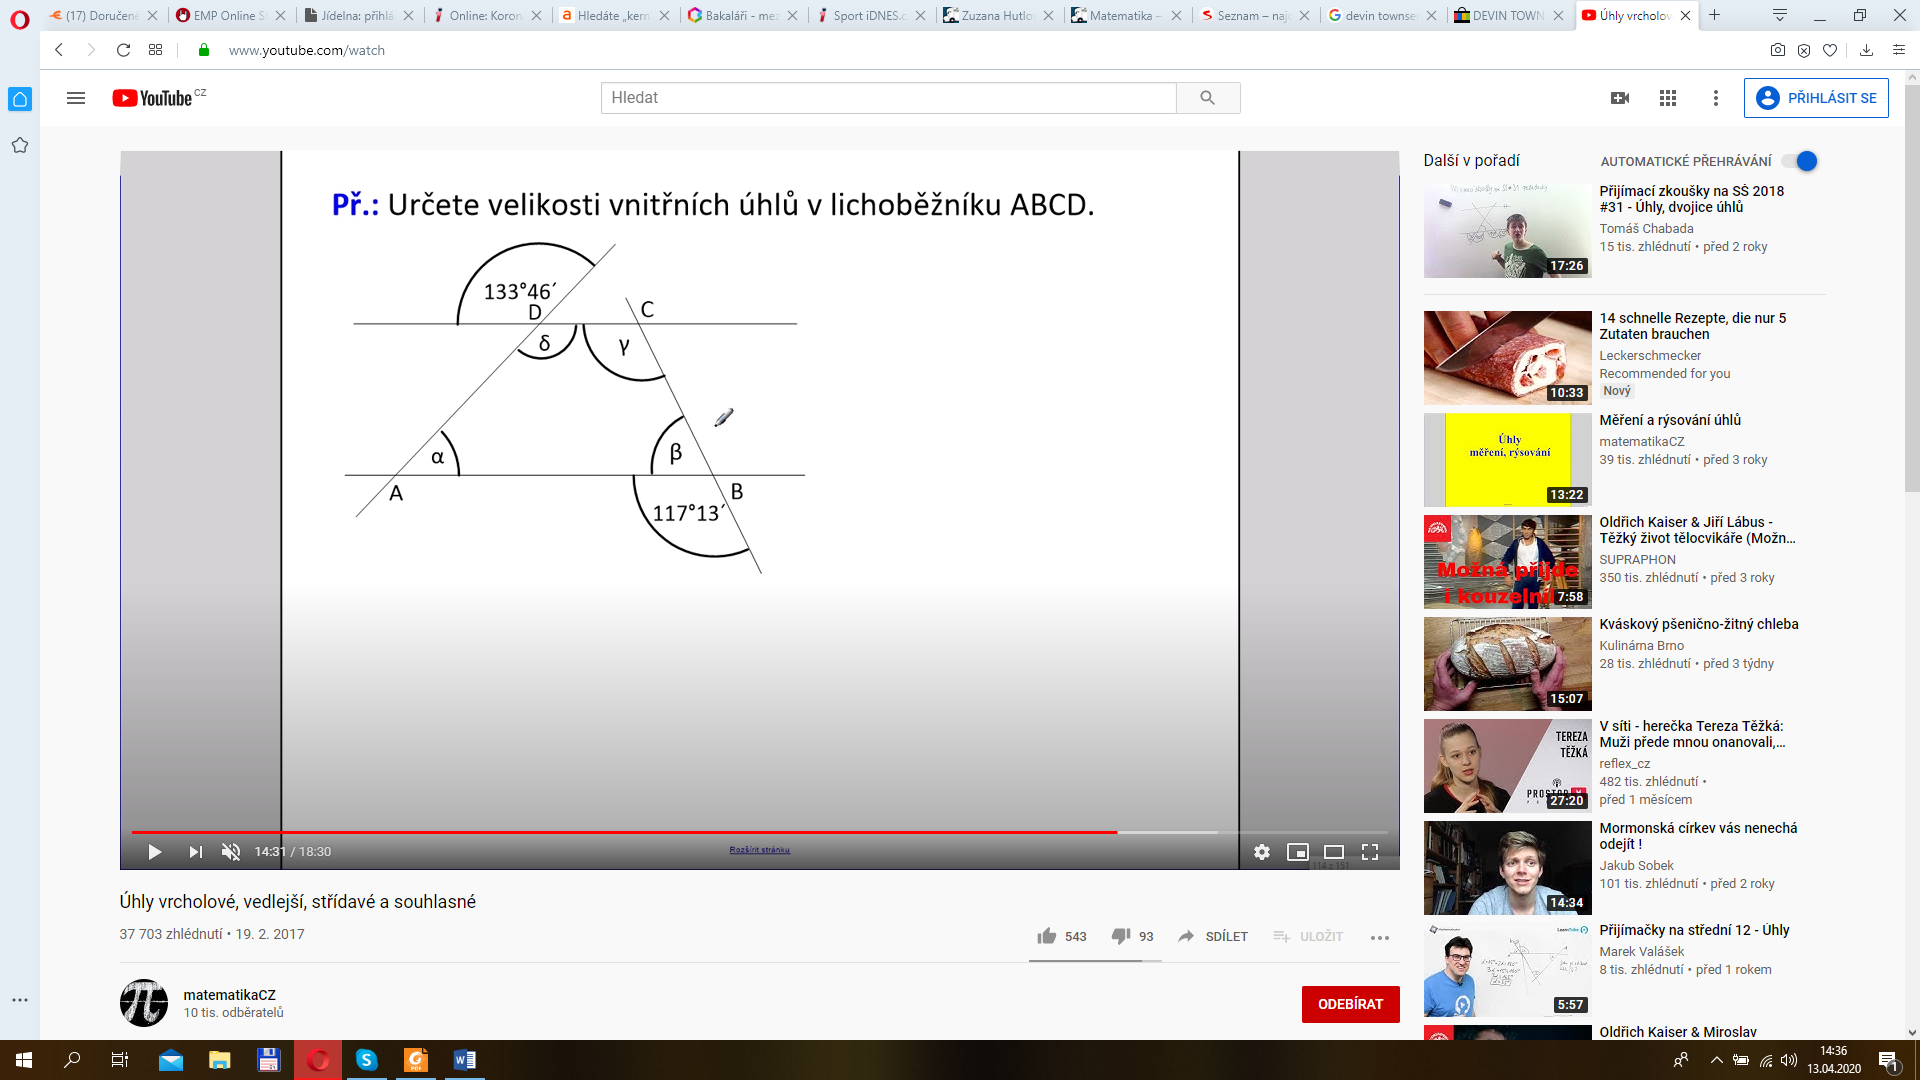 (17) Doručené
EMP Online S
Jídelna: přihlá
Online: Koron
Hledáte „kern
Bakaláři - mez
Sport iDNES.c
Zuzana Hutlo
Matematika –
Seznam – najd
devin townse
DEVIN TOWN
Úhly vrcholov
www.youtube.com/watch
YouTube CZ
Hledat
PŘIHLÁSIT SE
Př.: Určete velikosti vnitřních úhlů v lichoběžníku ABCD.
133°46´
D
C
δ
γ
α
β
A
B
117°13´
14:31 / 18:30
Rozšířit stránku
114 z 151
Úhly vrcholové, vedlejší, střídavé a souhlasné
37 703 zhlédnutí • 19. 2. 2017
543
93
SDÍLET
ULOŽIT
matematikaCZ
10 tis. odběratelů
ODEBÍRAT
Další v pořadí
AUTOMATICKÉ PŘEHRÁVÁNÍ
17:26
Přijímací zkoušky na SŠ 2018
#31 - Úhly, dvojice úhlů
Tomáš Chabada
15 tis. zhlédnutí • před 2 roky
10:33
14 schnelle Rezepte, die nur 5
Zutaten brauchen
Leckerschmecker
Recommended for you
Nový
Úhly
měření, rýsování
13:22
Měření a rýsování úhlů
matematikaCZ
39 tis. zhlédnutí • před 3 roky
Možná přijde
i kouzelník
7:58
Oldřich Kaiser & Jiří Lábus -
Těžký život tělocvikáře (Možn…
SUPRAPHON
350 tis. zhlédnutí • před 3 roky
15:07
Kváskový pšenično-žitný chleba
Kulinárna Brno
28 tis. zhlédnutí • před 3 týdny
TEREZA
TĚŽKÁ
27:20
V síti - herečka Tereza Těžká:
Muži přede mnou onanovali,…
reflex_cz
482 tis. zhlédnutí •
před 1 měsícem
14:34
Mormonská církev vás nenechá
odejít !
Jakub Sobek
101 tis. zhlédnutí • před 2 roky
5:57
Přijímačky na střední 12 - Úhly
Marek Valášek
8 tis. zhlédnutí • před 1 rokem
Oldřich Kaiser & Miroslav
14:36
13.04.2020
1